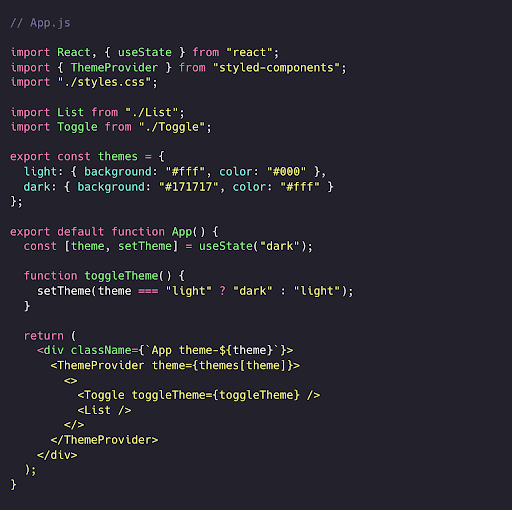 // App.js

import React, { useState } from "react";
import { ThemeProvider } from "styled-components";
import "./styles.css";

import List from "./List";
import Toggle from "./Toggle";

export const themes = {
  light: { background: "#fff", color: "#000" },
  dark: { background: "#171717", color: "#fff" }
};

export default function App() {
  const [theme, setTheme] = useState("dark");

  function toggleTheme() {
    setTheme(theme === "light" ? "dark" : "light");
  }

  return (
    <div className={`App theme-${theme}`}>
      <ThemeProvider theme={themes[theme]}>
        <>
          <Toggle toggleTheme={toggleTheme} />
          <List />
        </>
      </ThemeProvider>
    </div>
  );
}